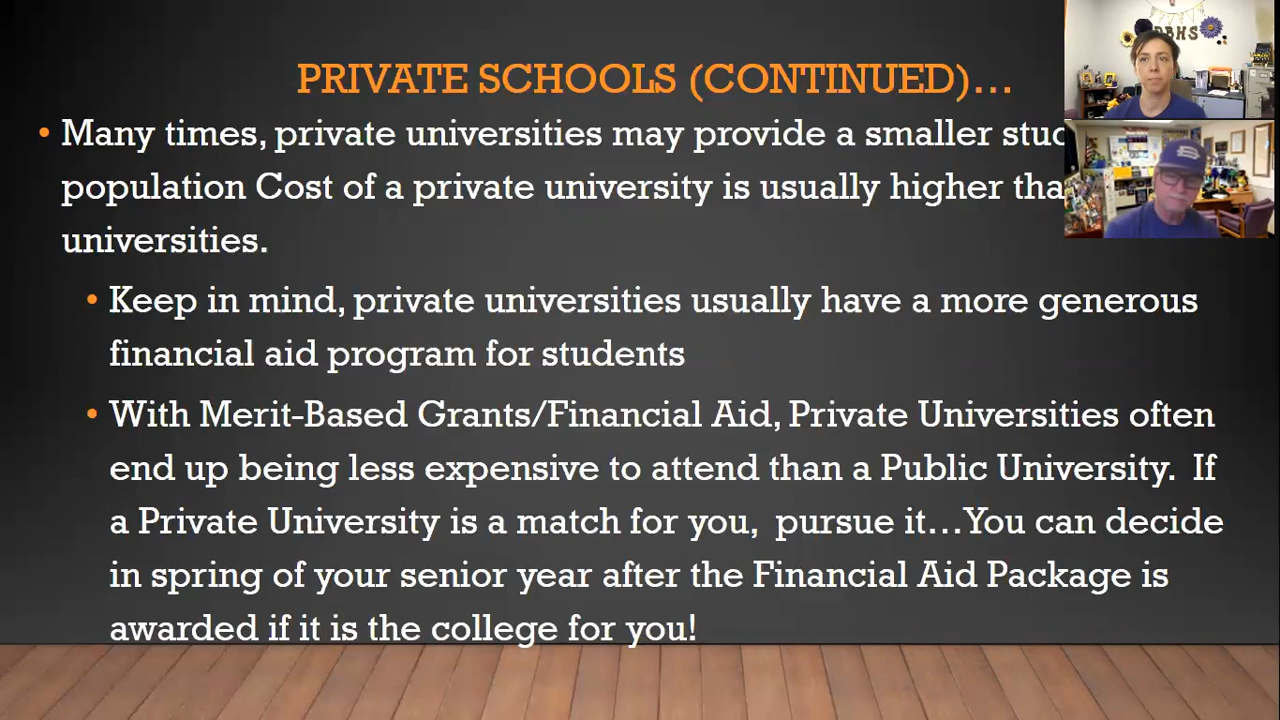 PRIVATE SCHOOLS (CONTINUED)…
• Many times, private universities may provide a smaller
population Cost of a private university is usually higher
universities.
• Keep in mind, private universities usually have a more generous
financial aid program for students
• With Merit-Based Grants/Financial Aid, Private Universities often
end up being less expensive to attend than a Public University.  If
a Private University is a match for you,  pursue it…You can decide
in spring of your senior year after the Financial Aid Package is
awarded if it is the college for you!